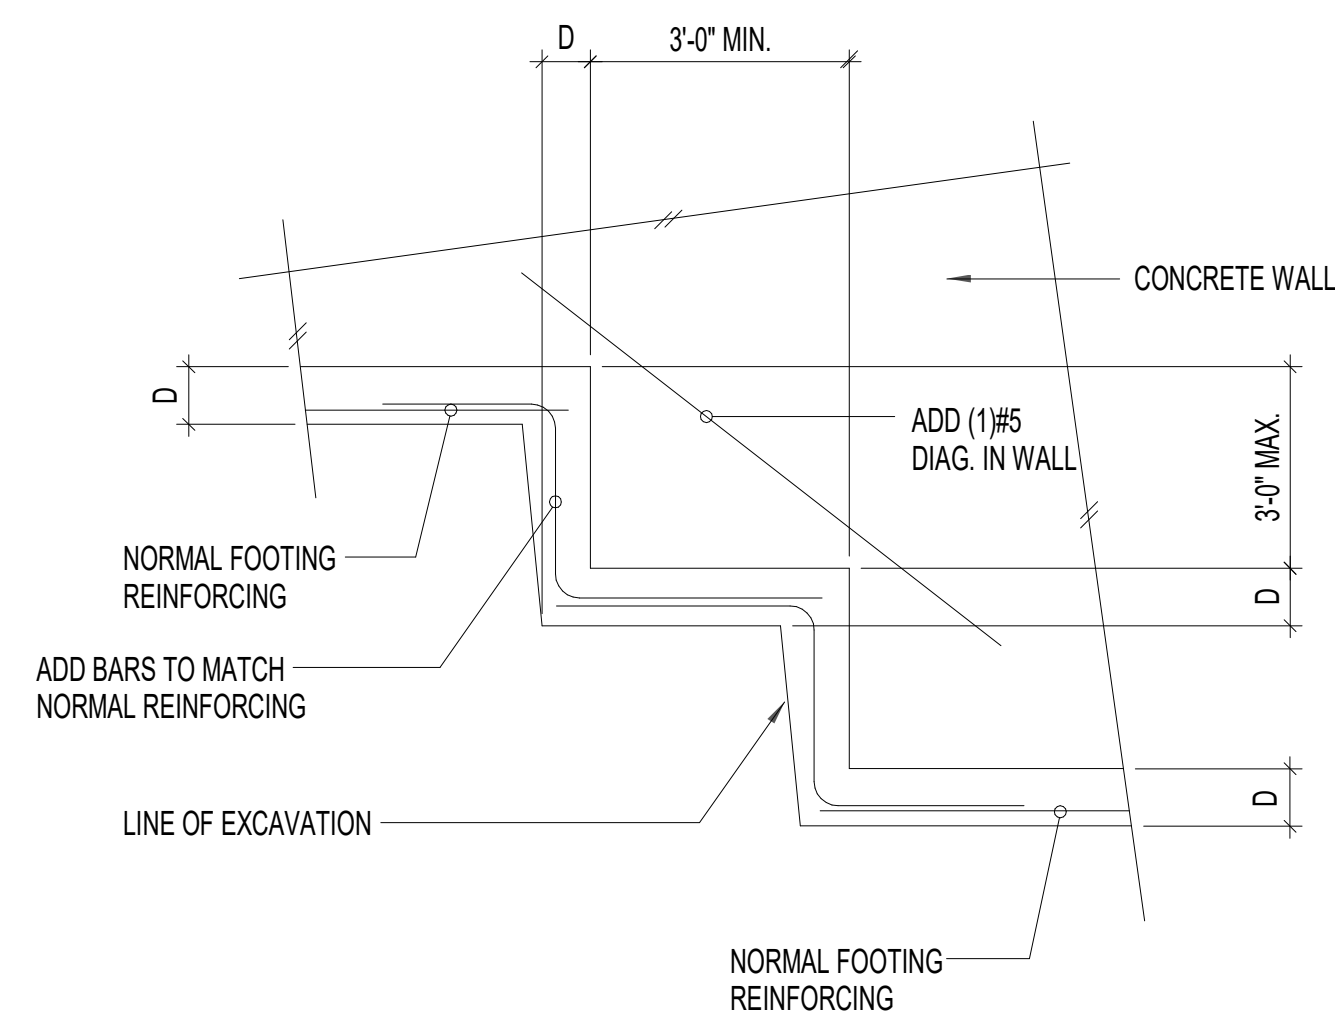 D
3'-0" MIN.
CONCRETE WALL
D
ADD (1)#5
DIAG. IN WALL
3'-0" MAX.
NORMAL FOOTING
REINFORCING
D
ADD BARS TO MATCH
NORMAL REINFORCING
D
LINE OF EXCAVATION
NORMAL FOOTING
REINFORCING